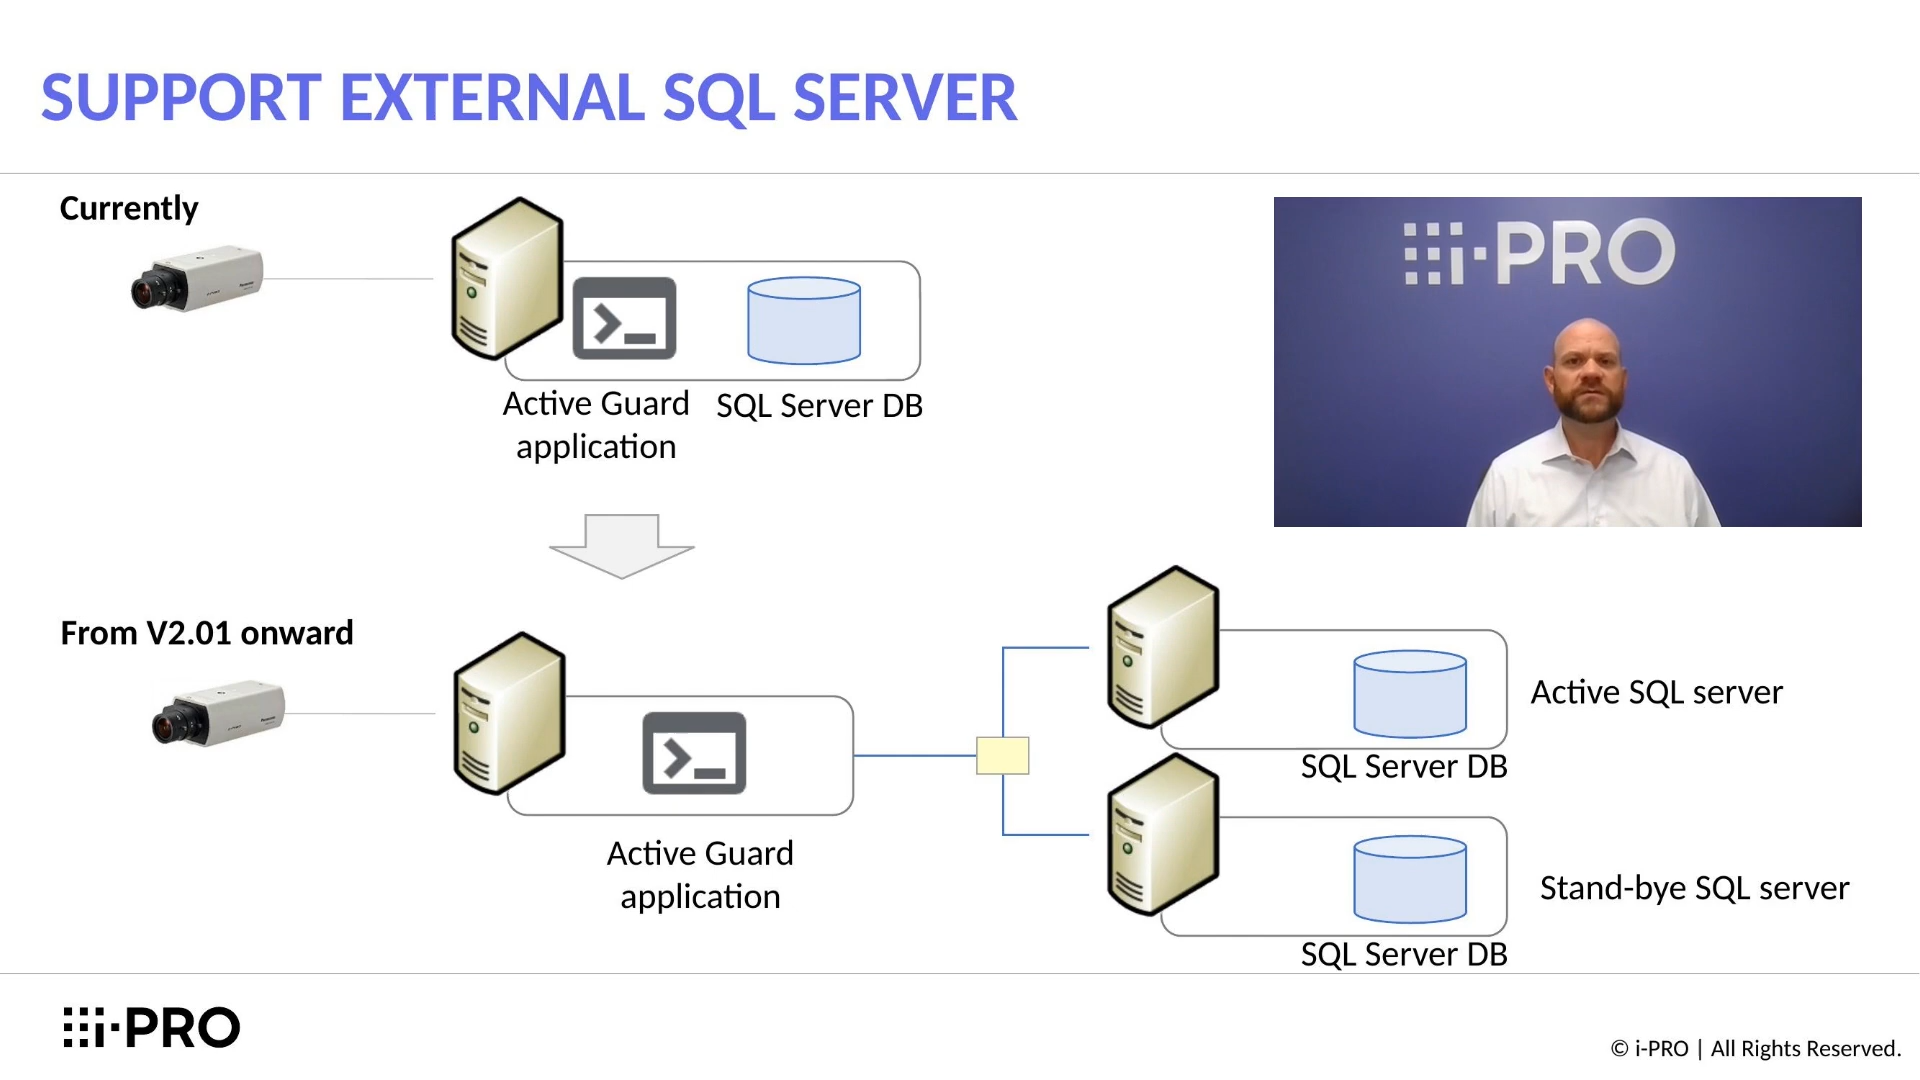 SUPPORT EXTERNAL SQL SERVER
Currently
i-PRO
Active Guard
application
SQL Server DB
From V2.01 onward
Active SQL server
SQL Server DB
Active Guard
application
Stand-bye SQL server
SQL Server DB
i-PRO
© i-PRO | All Rights Reserved.